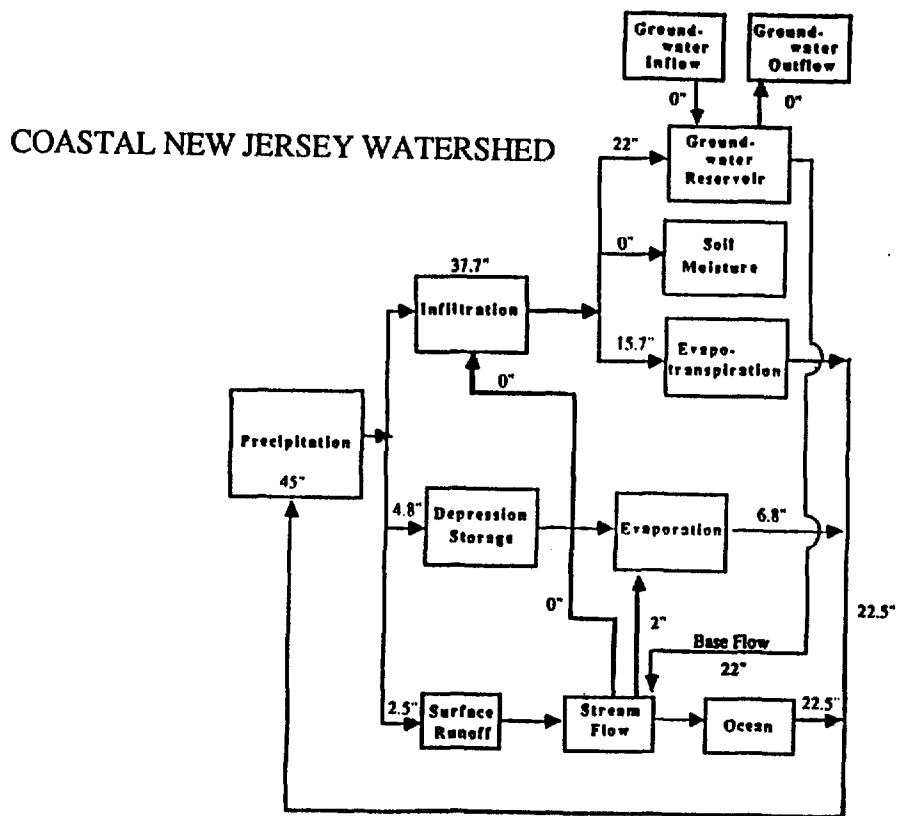 Ground-
water
Inflow
Ground-
water
Outflow
0"
0"
COASTAL NEW JERSEY WATERSHED
22"
Ground-
water
Reservoir
0"
Soil
Moisture
37.7"
Infiltration
15.7"
Evapo-
transpiration
0"
Precipitation
45"
4.8"
Depression
Storage
Evaporation
6.8"
0"
2"
22.5"
Base Flow
22"
2.5"
Surface
Runoff
Stream
Flow
Ocean
22.5"